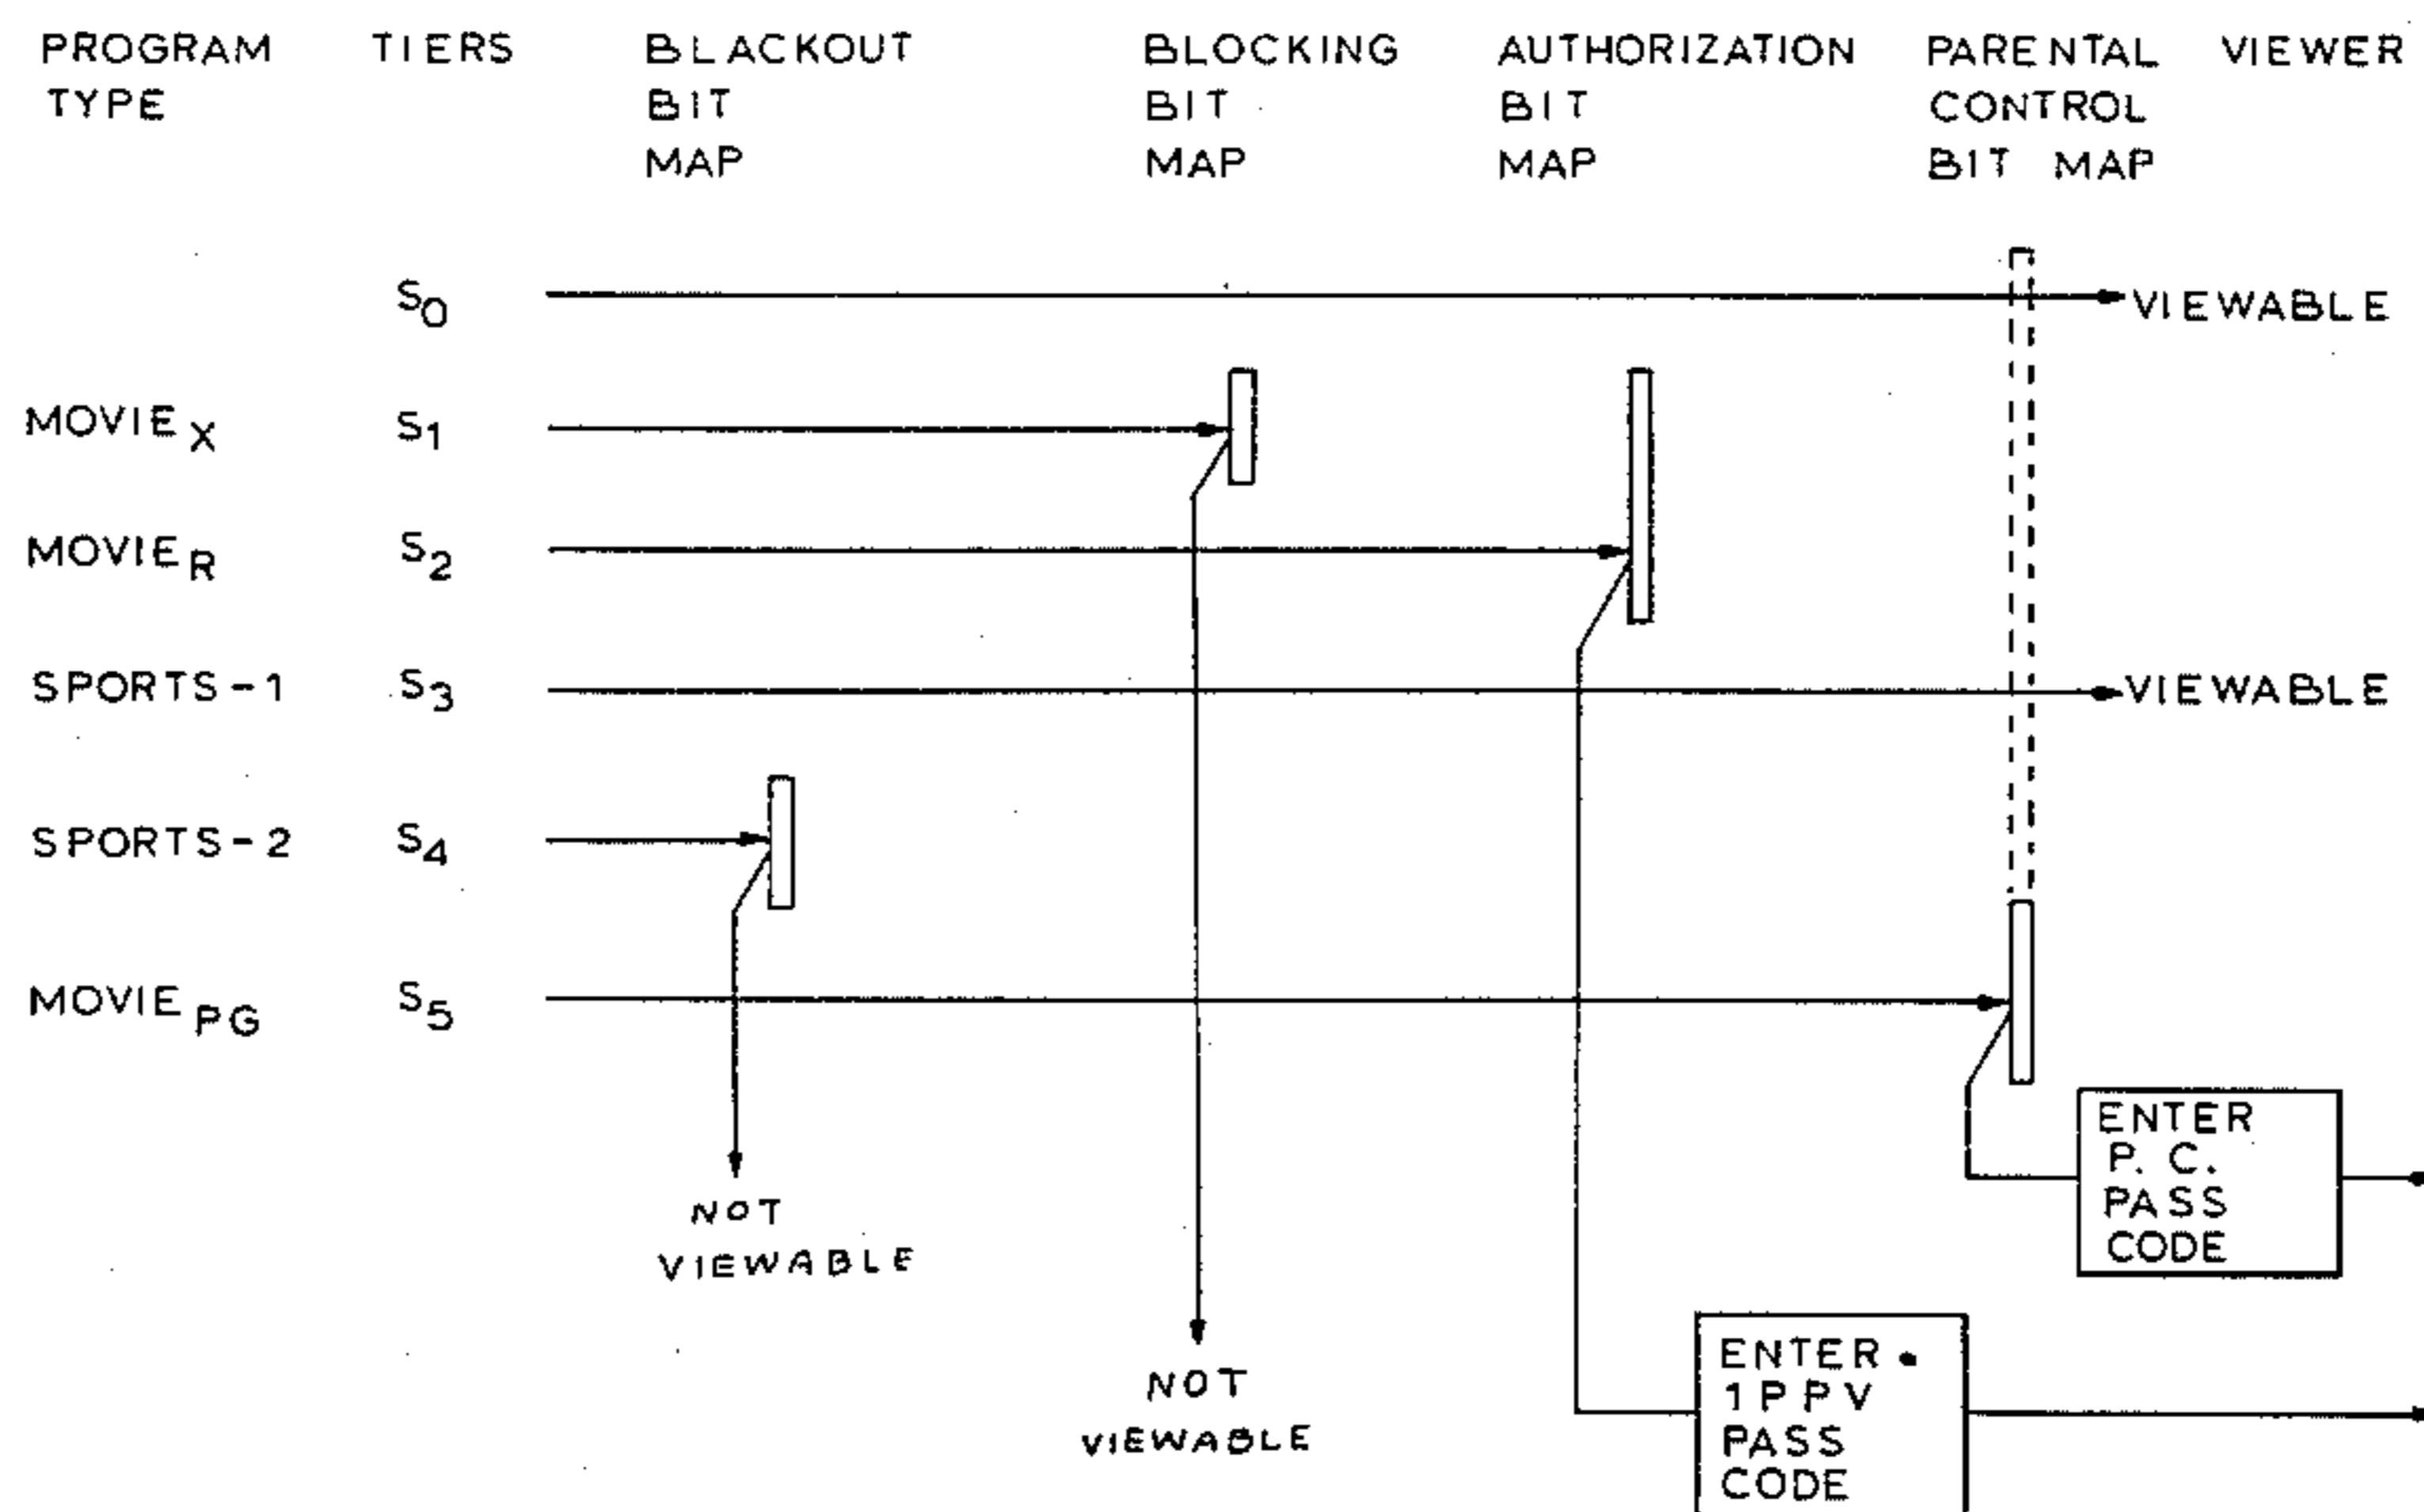 PROGRAM TYPE
TIERS
BLACKOUT BIT MAP
BLOCKING BIT MAP
AUTHORIZATION BIT MAP
PARENTAL CONTROL BIT MAP
VIEWER
S0
VIEWABLE
MOVIE X
S1
MOVIE R
S2
SPORTS-1
S3
VIEWABLE
SPORTS-2
S4
MOVIE PG
S5
NOT
VIEWABLE
NOT
VIEWABLE
ENTER
P. C.
PASS
CODE
ENTER
1PPV
PASS
CODE